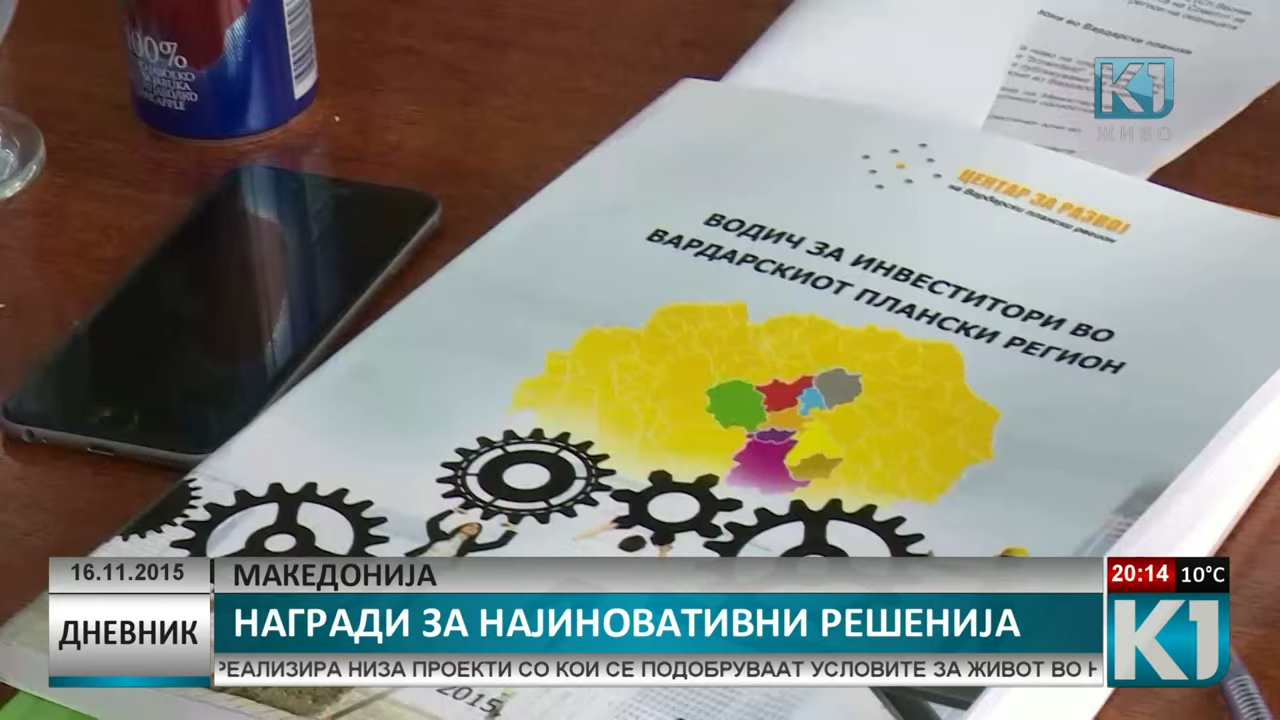 100%
К1
ЖИВО
ЦЕНТАР ЗА РАЗВОЈ
на Вардарски плански регион
ВОДИЧ ЗА ИНВЕСТИТОРИ ВО
ВАРДАРСКИОТ ПЛАНСКИ РЕГИОН
2015
16.11.2015
МАКЕДОНИЈА
20:14 10°C
ДНЕВНИК
НАГРАДИ ЗА НАЈИНОВАТИВНИ РЕШЕНИЈА
К1
РЕАЛИЗИРА НИЗА ПРОЕКТИ СО КОИ СЕ ПОДОБРУВААТ УСЛОВИТЕ ЗА ЖИВОТ ВО Н